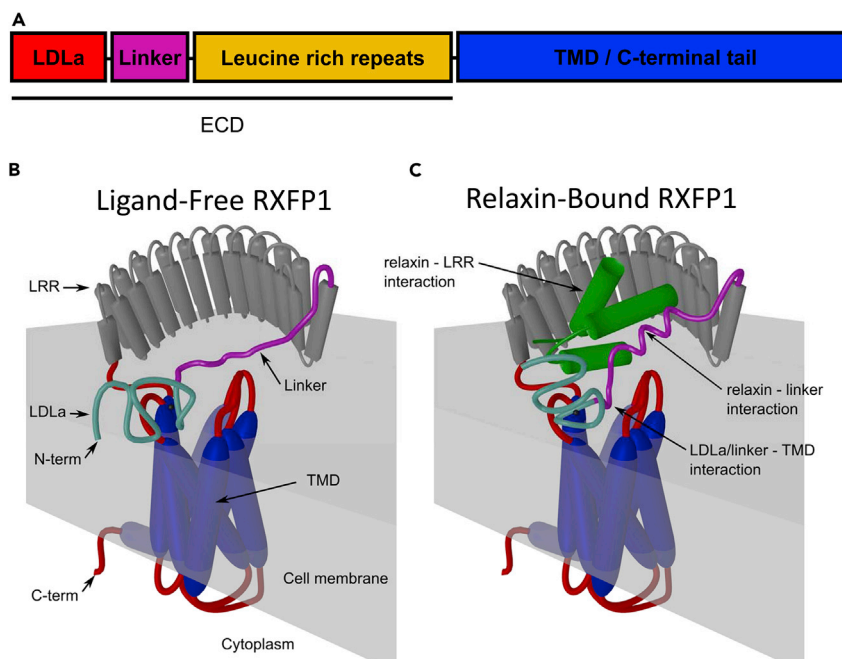 A
LDLa
Linker
Leucine rich repeats
TMD / C-terminal tail
ECD
B
Ligand-Free RXFP1
LRR
Linker
LDLa
N-term
TMD
C-term
Cell membrane
Cytoplasm
C
Relaxin-Bound RXFP1
relaxin - LRR
interaction
relaxin - linker
interaction
LDLa/linker - TMD
interaction